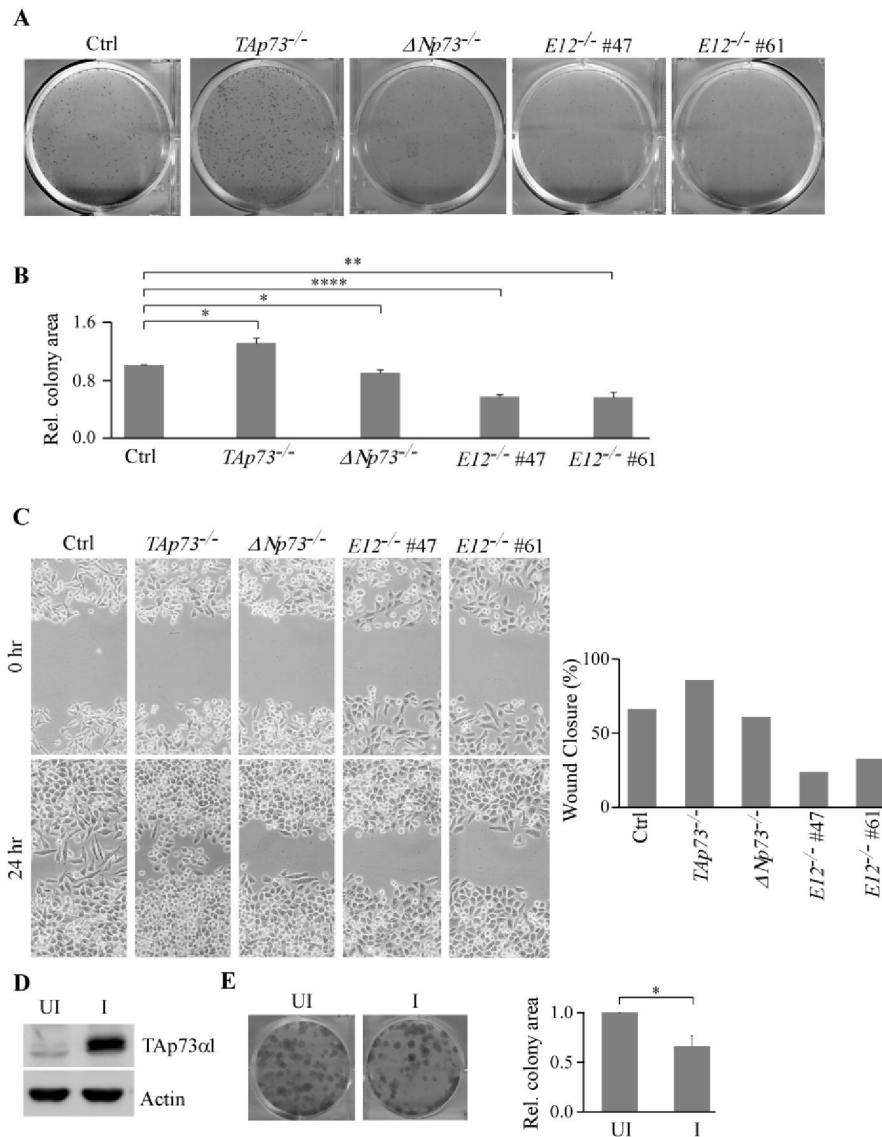 A
Ctrl
TAp73-/-
ΔNp73-/-
E12-/- #47
E12-/- #61
B
**
****
*
*
Rel. colony area
1.6
0.8
0.0
Ctrl
TAp73-/-
ΔNp73-/-
E12-/- #47
E12-/- #61
C
Ctrl
TAp73-/-
ΔNp73-/-
E12-/- #47
E12-/- #61
0 hr
24 hr
Wound Closure (%)
100
50
0
Ctrl
TAp73-/-
ΔNp73-/-
E12-/- #47
E12-/- #61
D
UI I
TAp73αl
Actin
E
UI
I
*
Rel. colony area
1.0
0.5
0.0
UI
I